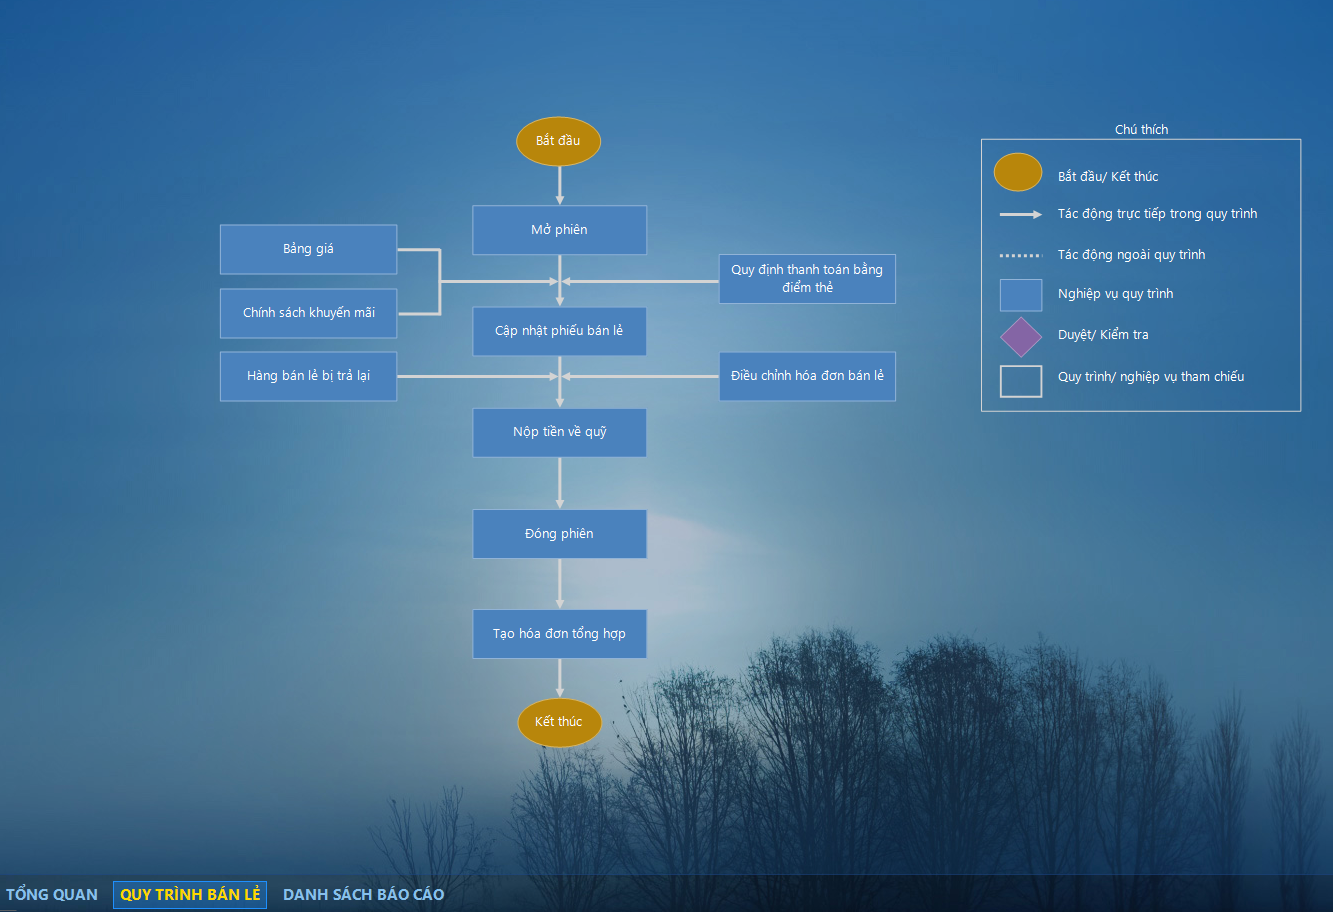 Bắt đầu
Mở phiên
Bảng giá
Chính sách khuyến mãi
Quy định thanh toán bằng
điểm thẻ
Cập nhật phiếu bán lẻ
Hàng bán lẻ bị trả lại
Điều chỉnh hóa đơn bán lẻ
Nộp tiền về quỹ
Đóng phiên
Tạo hóa đơn tổng hợp
Kết thúc
Chú thích
Bắt đầu/ Kết thúc
Tác động trực tiếp trong quy trình
Tác động ngoài quy trình
Nghiệp vụ quy trình
Duyệt/ Kiểm tra
Quy trình/ nghiệp vụ tham chiếu
TỔNG QUAN
QUY TRÌNH BÁN LẺ
DANH SÁCH BÁO CÁO